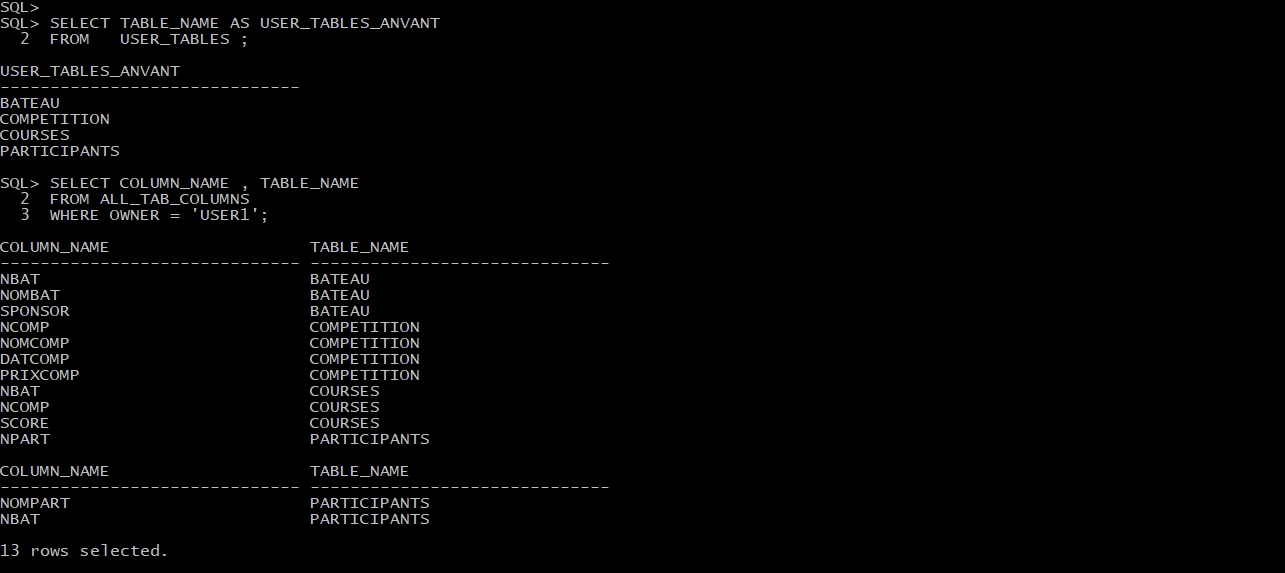 SQL>
SQL> SELECT TABLE_NAME AS USER_TABLES_ANVANT
  2  FROM   USER_TABLES ;
USER_TABLES_ANVANT
------------------------------
BATEAU
COMPETITION
COURSES
PARTICIPANTS
SQL> SELECT COLUMN_NAME , TABLE_NAME
  2  FROM ALL_TAB_COLUMNS
  3  WHERE OWNER = 'USER1';
COLUMN_NAME                    TABLE_NAME
------------------------------ ------------------------------
NBAT                           BATEAU
NOMBAT                         BATEAU
SPONSOR                        BATEAU
NCOMP                          COMPETITION
NOMCOMP                        COMPETITION
DATCOMP                        COMPETITION
PRIXCOMP                       COMPETITION
NBAT                           COURSES
NCOMP                          COURSES
SCORE                          COURSES
NPART                          PARTICIPANTS
COLUMN_NAME                    TABLE_NAME
------------------------------ ------------------------------
NOMPART                        PARTICIPANTS
NBAT                           PARTICIPANTS
13 rows selected.